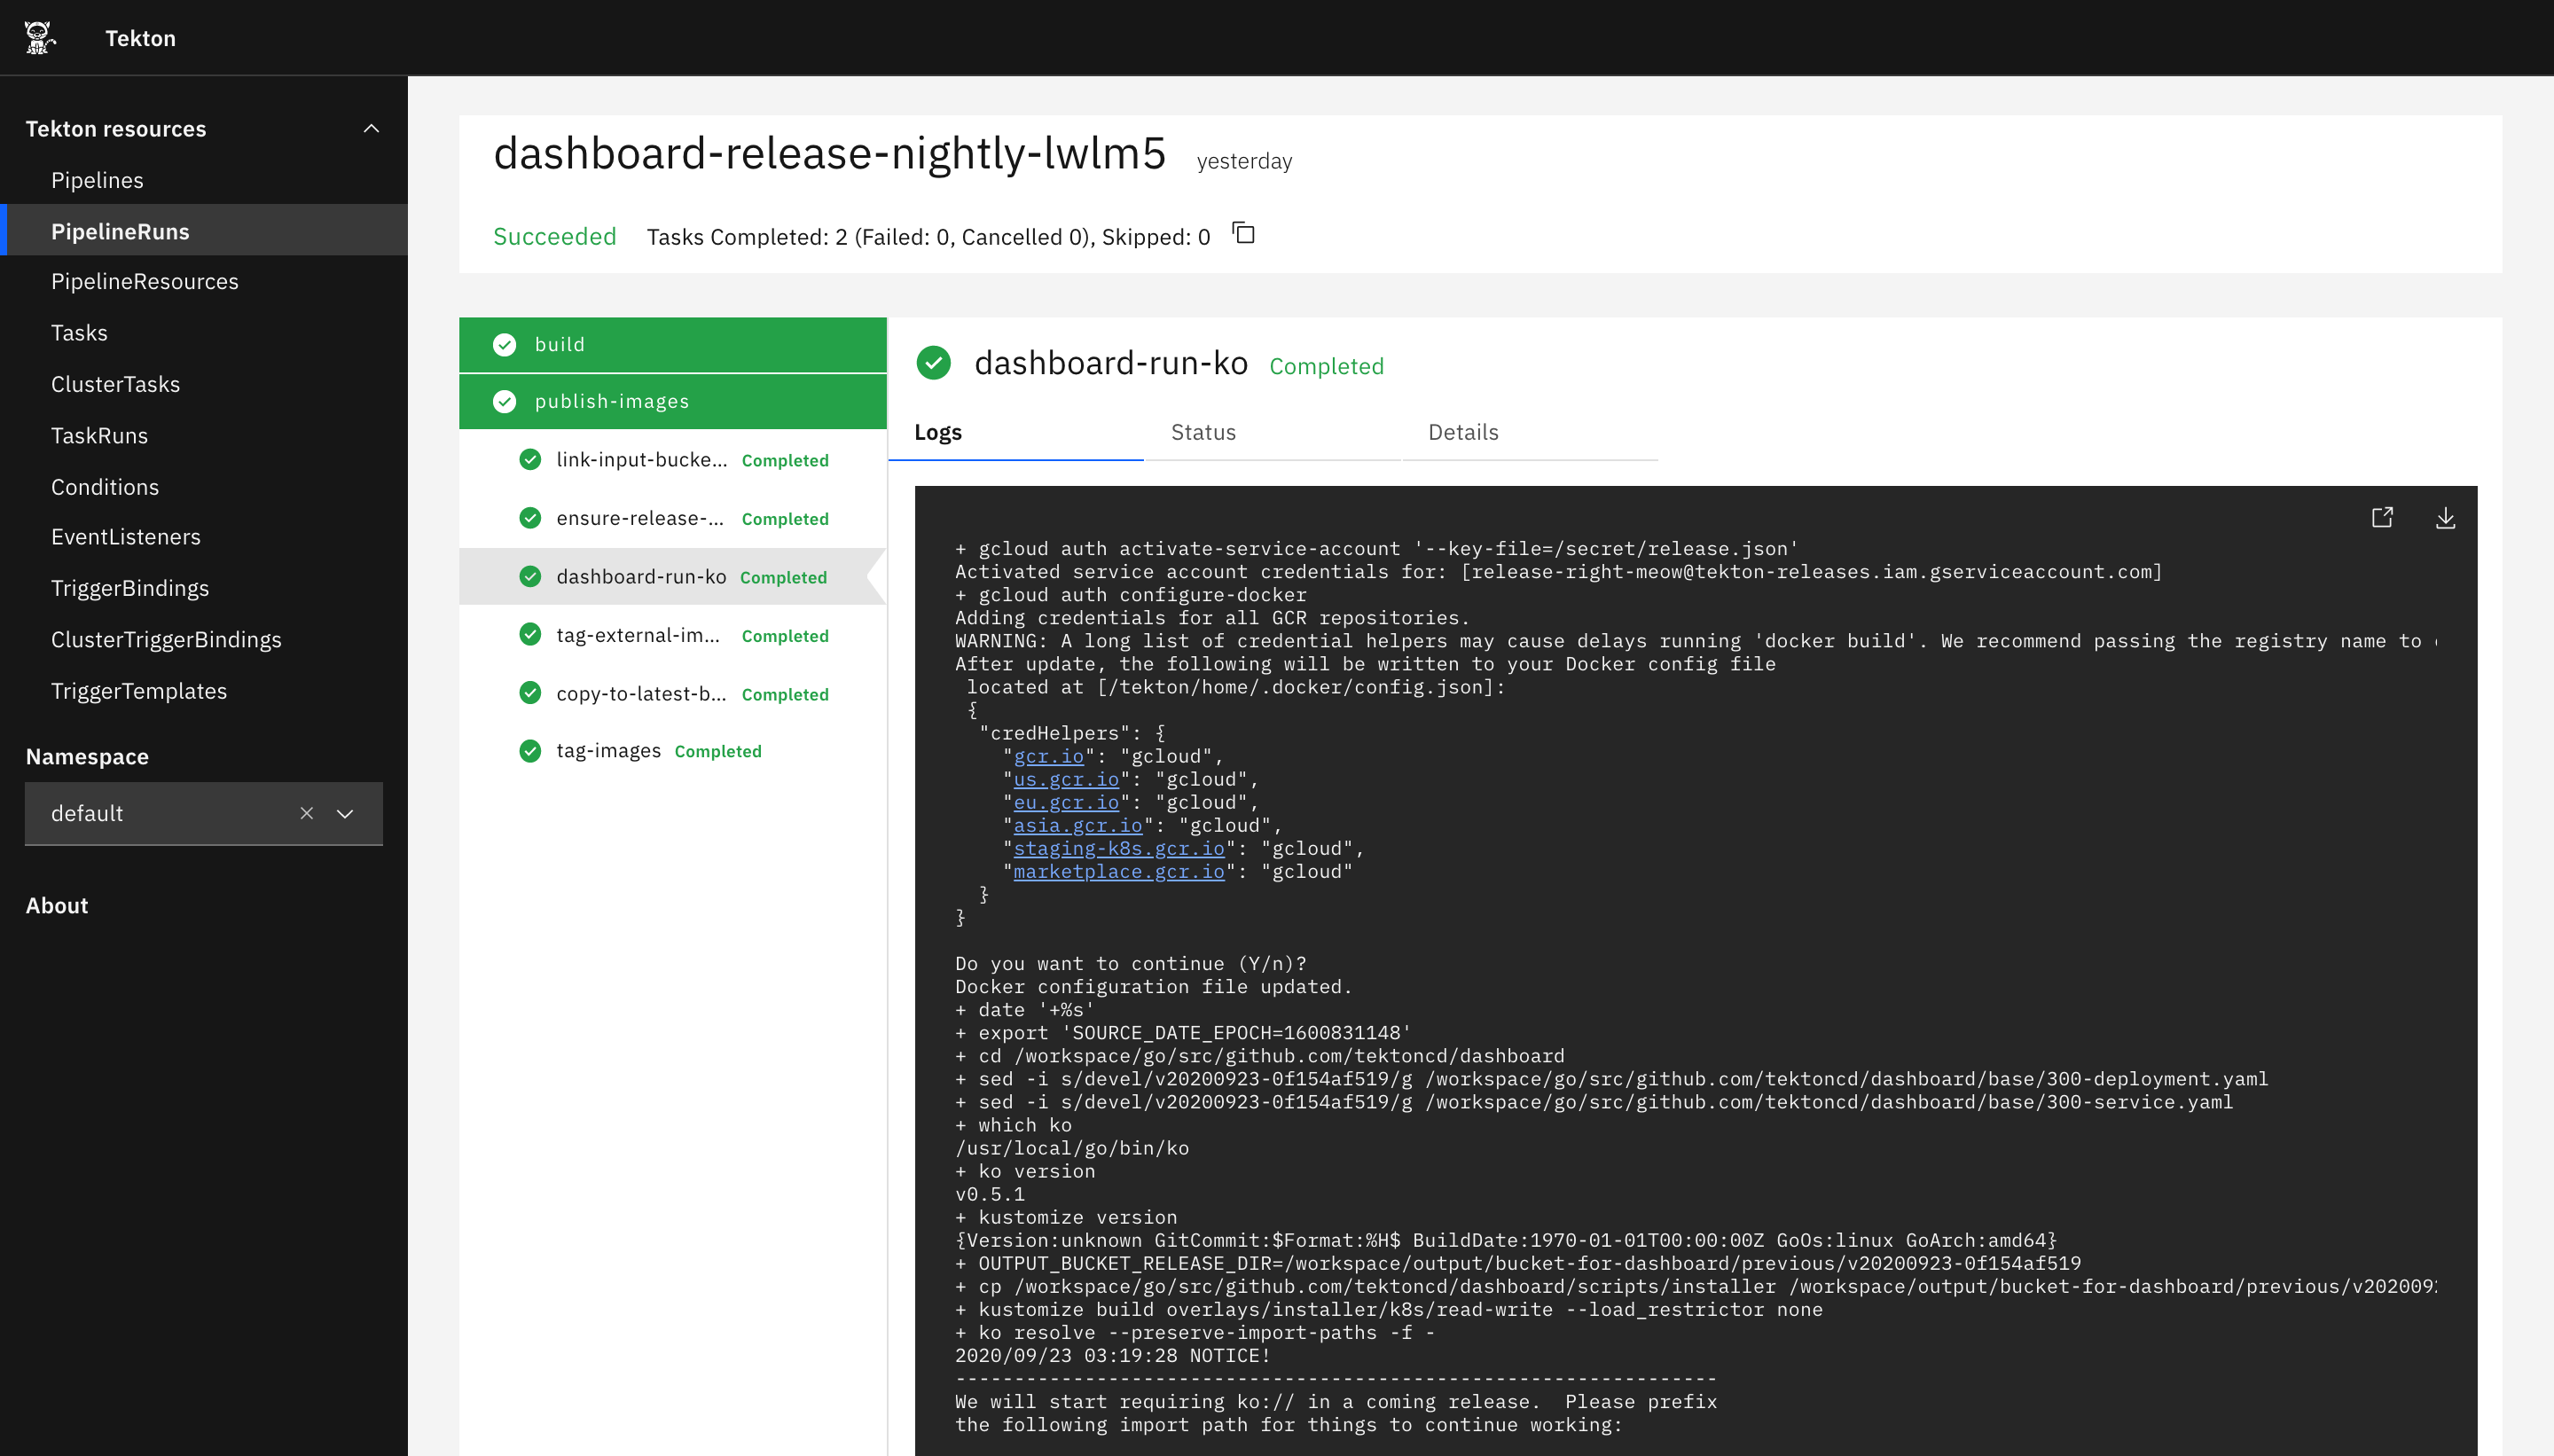 Tekton
Tekton resources
Pipelines
PipelineRuns
PipelineResources
Tasks
ClusterTasks
TaskRuns
Conditions
EventListeners
TriggerBindings
ClusterTriggerBindings
TriggerTemplates
Namespace
default
About
dashboard-release-nightly-lwlm5 yesterday
Succeeded Tasks Completed: 2 (Failed: 0, Cancelled 0), Skipped: 0
build
publish-images
link-input-bucke... Completed
ensure-release-... Completed
dashboard-run-ko Completed
tag-external-im... Completed
copy-to-latest-b... Completed
tag-images Completed
dashboard-run-ko Completed
Logs Status Details
+ gcloud auth activate-service-account '--key-file=/secret/release.json'
Activated service account credentials for: [release-right-meow@tekton-releases.iam.gserviceaccount.com]
+ gcloud auth configure-docker
Adding credentials for all GCR repositories.
WARNING: A long list of credential helpers may cause delays running 'docker build'. We recommend passing the registry name to
After update, the following will be written to your Docker config file
located at [/tekton/home/.docker/config.json]:
{
"credHelpers": {
"gcr.io": "gcloud",
"us.gcr.io": "gcloud",
"eu.gcr.io": "gcloud",
"asia.gcr.io": "gcloud",
"staging-k8s.gcr.io": "gcloud",
"marketplace.gcr.io": "gcloud"
}
}
Do you want to continue (Y/n)?
Docker configuration file updated.
+ date '+%s'
+ export 'SOURCE_DATE_EPOCH=1600831148'
+ cd /workspace/go/src/github.com/tektoncd/dashboard
+ sed -i s/devel/v20200923-0f154af519/g /workspace/go/src/github.com/tektoncd/dashboard/base/300-deployment.yaml
+ sed -i s/devel/v20200923-0f154af519/g /workspace/go/src/github.com/tektoncd/dashboard/base/300-service.yaml
+ which ko
/usr/local/go/bin/ko
+ ko version
v0.5.1
+ kustomize version
{Version:unknown GitCommit:$Format:%H$ BuildDate:1970-01-01T00:00:00Z GoOs:linux GoArch:amd64}
+ OUTPUT_BUCKET_RELEASE_DIR=/workspace/output/bucket-for-dashboard/previous/v20200923-0f154af519
+ cp /workspace/go/src/github.com/tektoncd/dashboard/scripts/installer /workspace/output/bucket-for-dashboard/previous/v202009
+ kustomize build overlays/installer/k8s/read-write --load_restrictor none
+ ko resolve --preserve-import-paths -f -
2020/09/23 03:19:28 NOTICE!
-----------------------------------------------------------------
We will start requiring ko:// in a coming release.  Please prefix
the following import path for things to continue working: